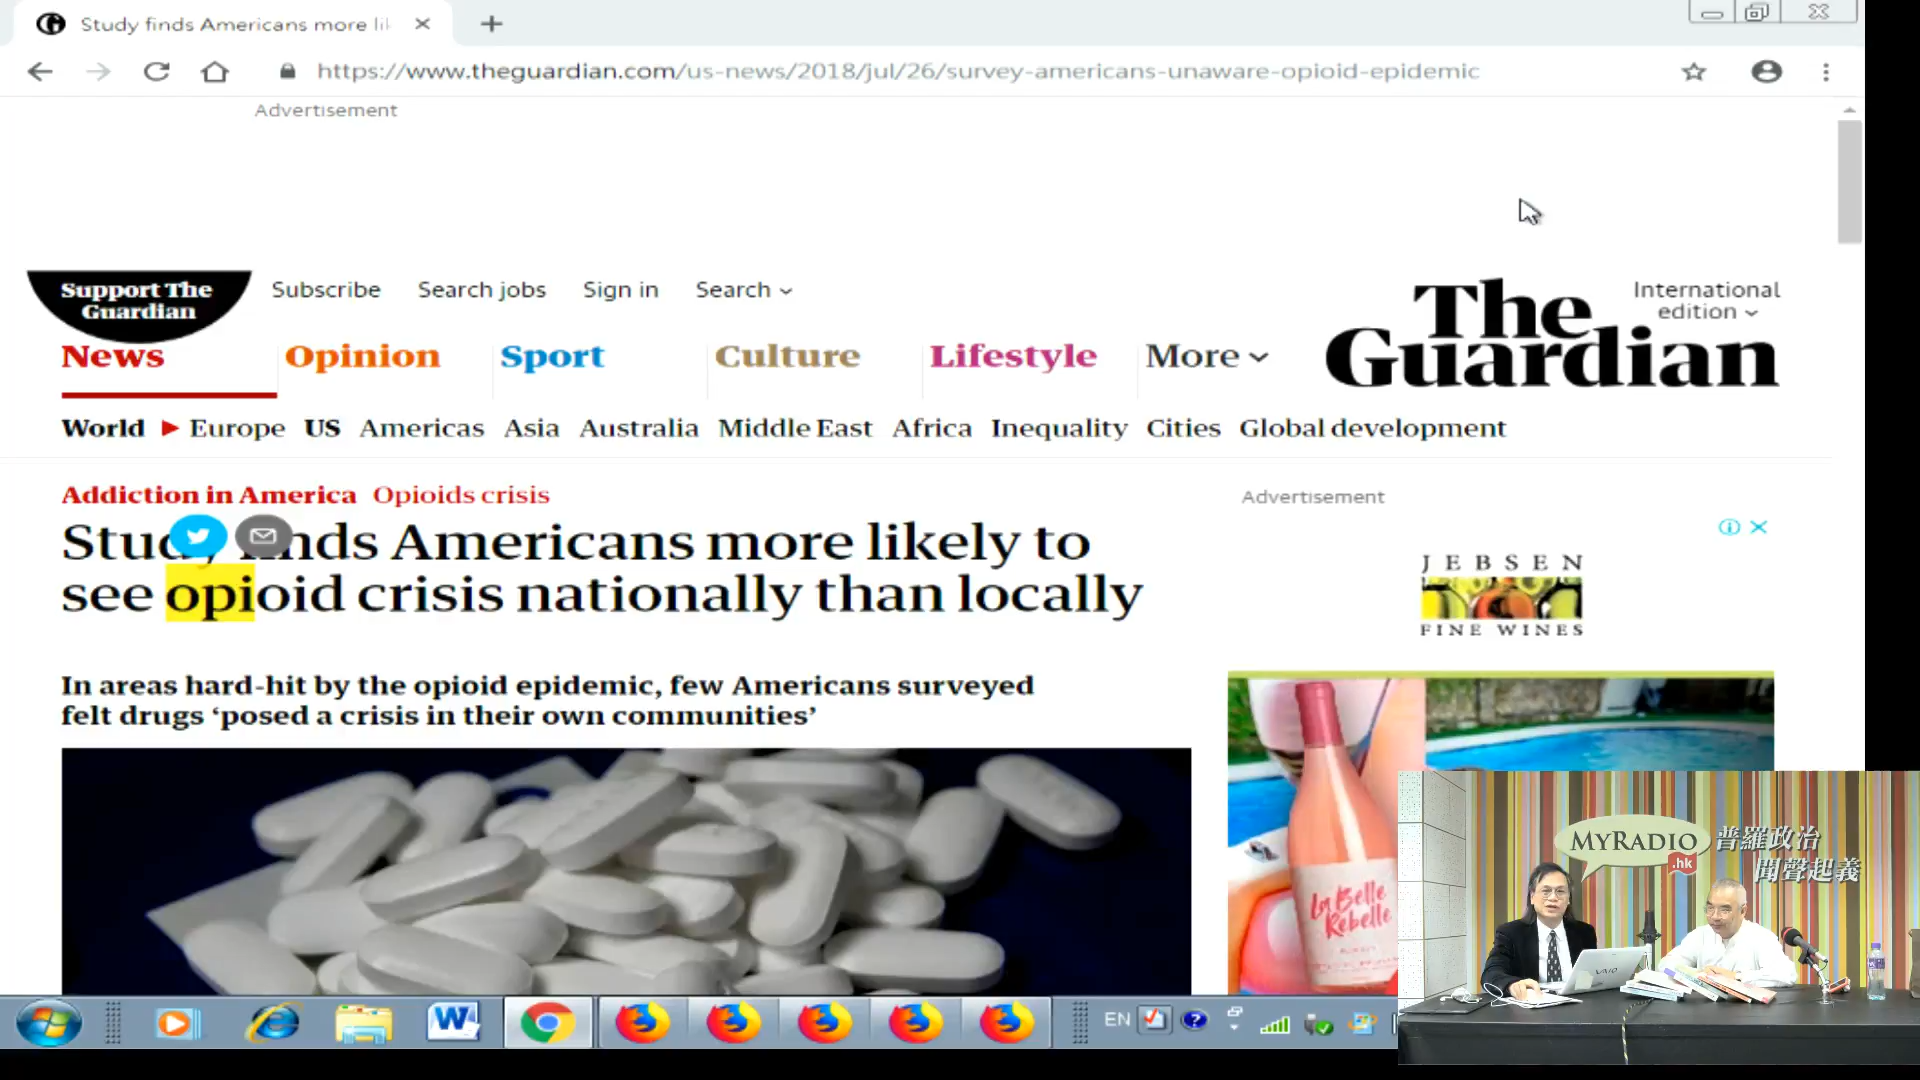 Study finds Americans more li
https://www.theguardian.com/us-news/2018/jul/26/survey-americans-unaware-opioid-epidemic
Advertisement
Support The
Guardian
Subscribe
Search jobs
Sign in
Search
International
edition
The
Guardian
News
Opinion
Sport
Culture
Lifestyle
More
World
Europe
US
Americas
Asia
Australia
Middle East
Africa
Inequality
Cities
Global development
Addiction in America
Opioids crisis
Study finds Americans more likely to
see opioid crisis nationally than locally
In areas hard-hit by the opioid epidemic, few Americans surveyed
felt drugs ‘posed a crisis in their own communities’
Advertisement
JEBSEN
FINE WINES
La Belle
Rebelle
MYRADIO
.hk
普羅政治
聞聲起義
VAIO
EN